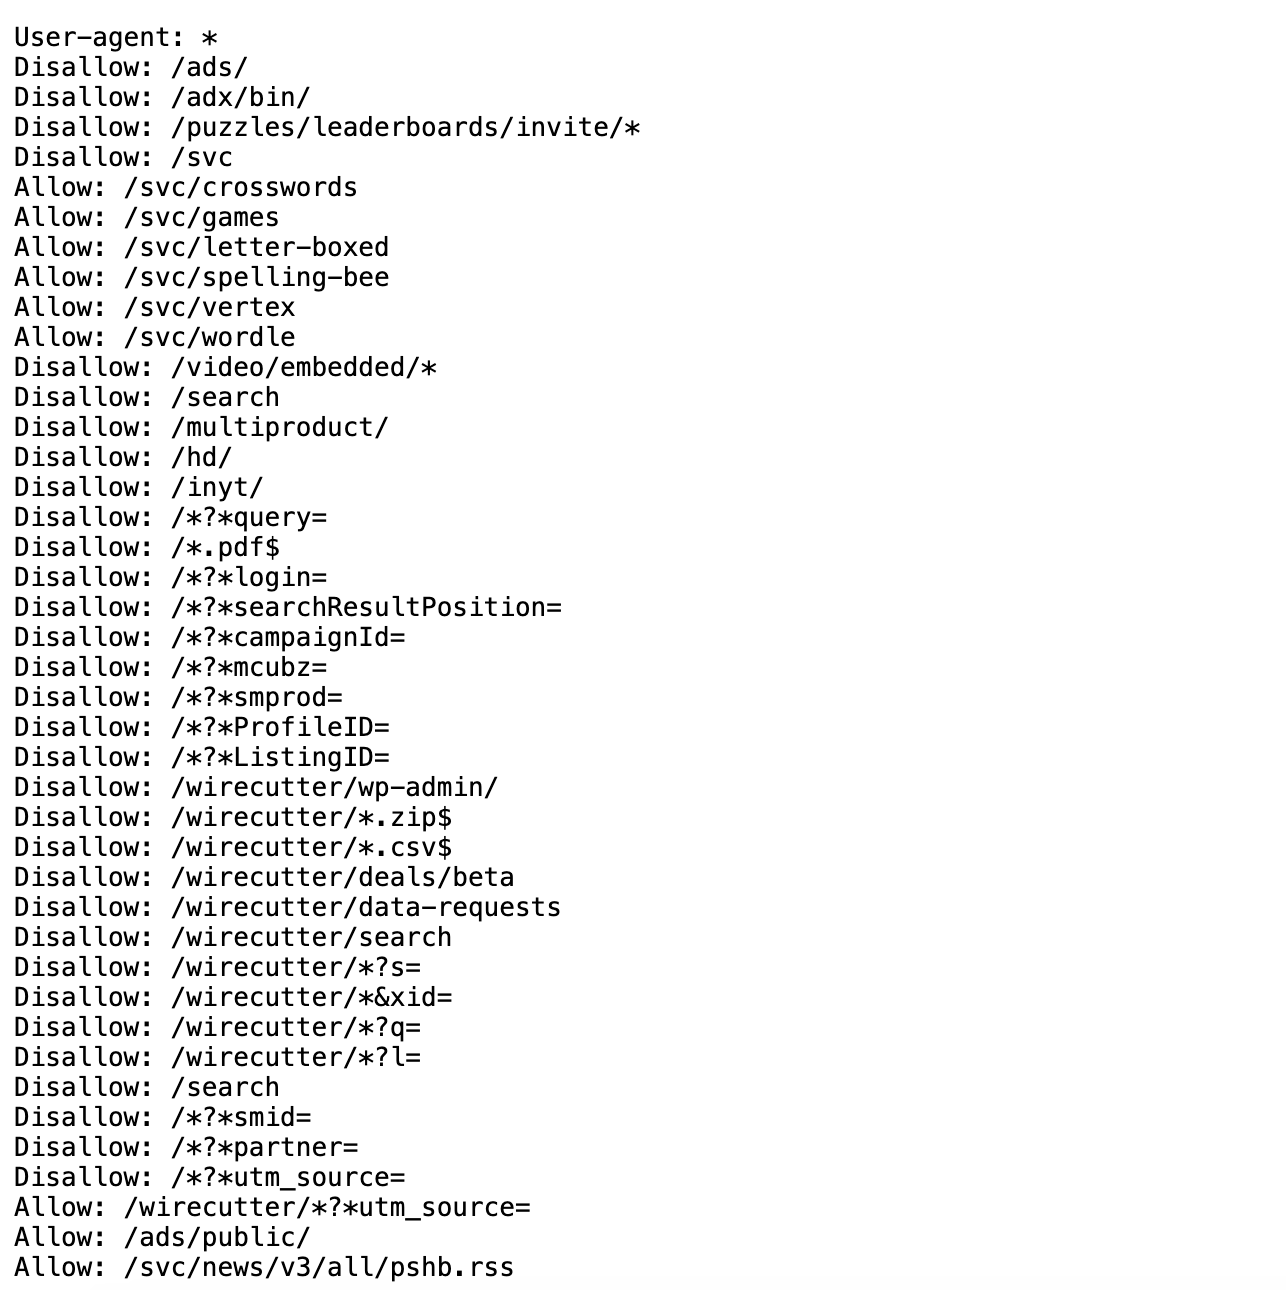 User-agent: *
Disallow: /ads/
Disallow: /adx/bin/
Disallow: /puzzles/leaderboards/invite/*
Disallow: /svc
Allow: /svc/crosswords
Allow: /svc/games
Allow: /svc/letter-boxed
Allow: /svc/spelling-bee
Allow: /svc/vertex
Allow: /svc/wordle
Disallow: /video/embedded/*
Disallow: /search
Disallow: /multiproduct/
Disallow: /hd/
Disallow: /inyt/
Disallow: /*?*query=
Disallow: /*.pdf$
Disallow: /*?*login=
Disallow: /*?*searchResultPosition=
Disallow: /*?*campaignId=
Disallow: /*?*mcubz=
Disallow: /*?*smprod=
Disallow: /*?*ProfileID=
Disallow: /*?*ListingID=
Disallow: /wirecutter/wp-admin/
Disallow: /wirecutter/*.zip$
Disallow: /wirecutter/*.csv$
Disallow: /wirecutter/deals/beta
Disallow: /wirecutter/data-requests
Disallow: /wirecutter/search
Disallow: /wirecutter/*?s=
Disallow: /wirecutter/*&xid=
Disallow: /wirecutter/*?q=
Disallow: /wirecutter/*?l=
Disallow: /search
Disallow: /*?*smid=
Disallow: /*?*partner=
Disallow: /*?*utm_source=
Allow: /wirecutter/*?*utm_source=
Allow: /ads/public/
Allow: /svc/news/v3/all/pshb.rss